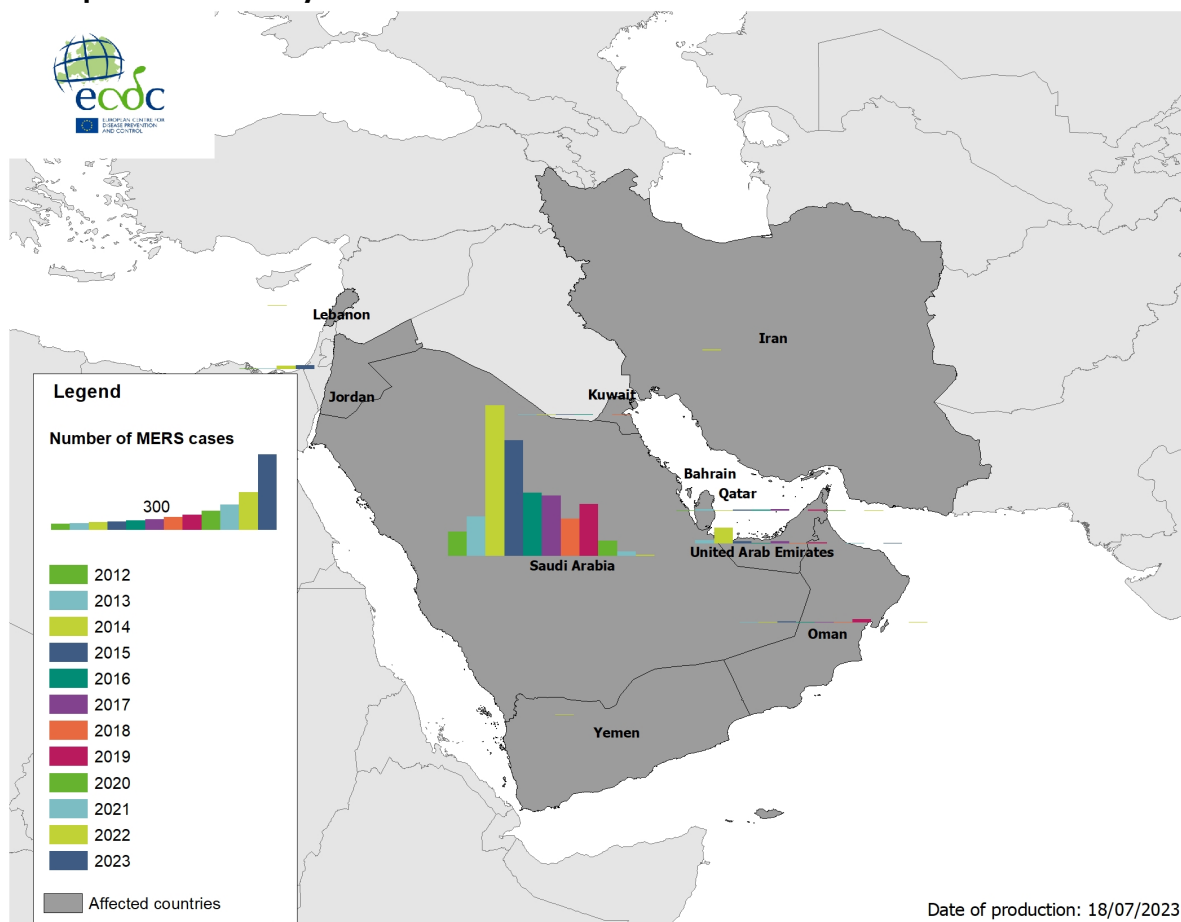 ecdc
EUROPEAN CENTRE FOR
DISEASE PREVENTION
AND CONTROL
Lebanon
Iran
Jordan
Kuwait
Bahrain
Qatar
United Arab Emirates
Saudi Arabia
Oman
Yemen
Legend
Number of MERS cases
300
2012
2013
2014
2015
2016
2017
2018
2019
2020
2021
2022
2023
Affected countries
Date of production: 18/07/2023